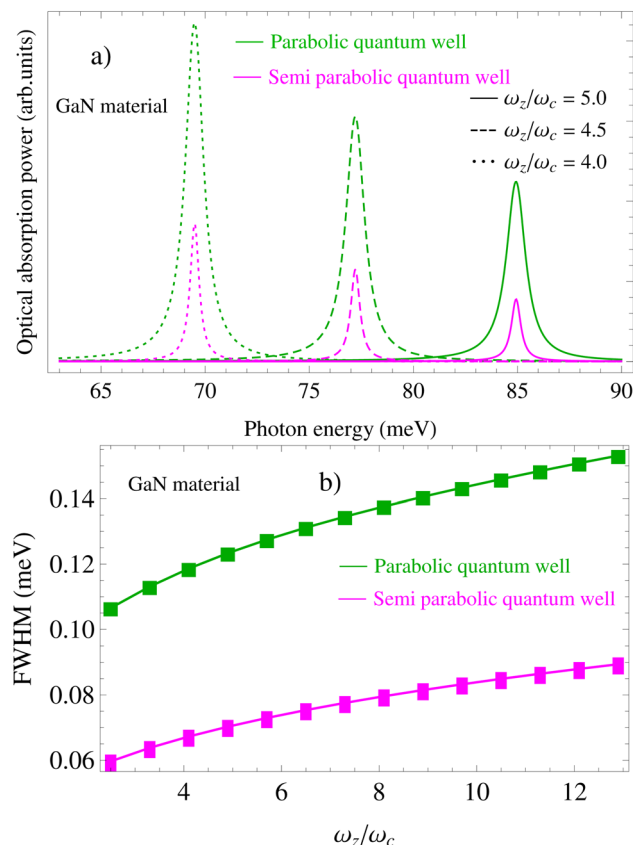 a)
Parabolic quantum well
Semi parabolic quantum well
GaN material
ω_z/ω_c = 5.0
ω_z/ω_c = 4.5
ω_z/ω_c = 4.0
Optical absorption power (arb.units)
65 70 75 80 85 90
Photon energy (meV)
GaN material b)
Parabolic quantum well
Semi parabolic quantum well
FWHM (meV)
0.14
0.12
0.10
0.08
0.06
4 6 8 10 12
ω_z/ω_c